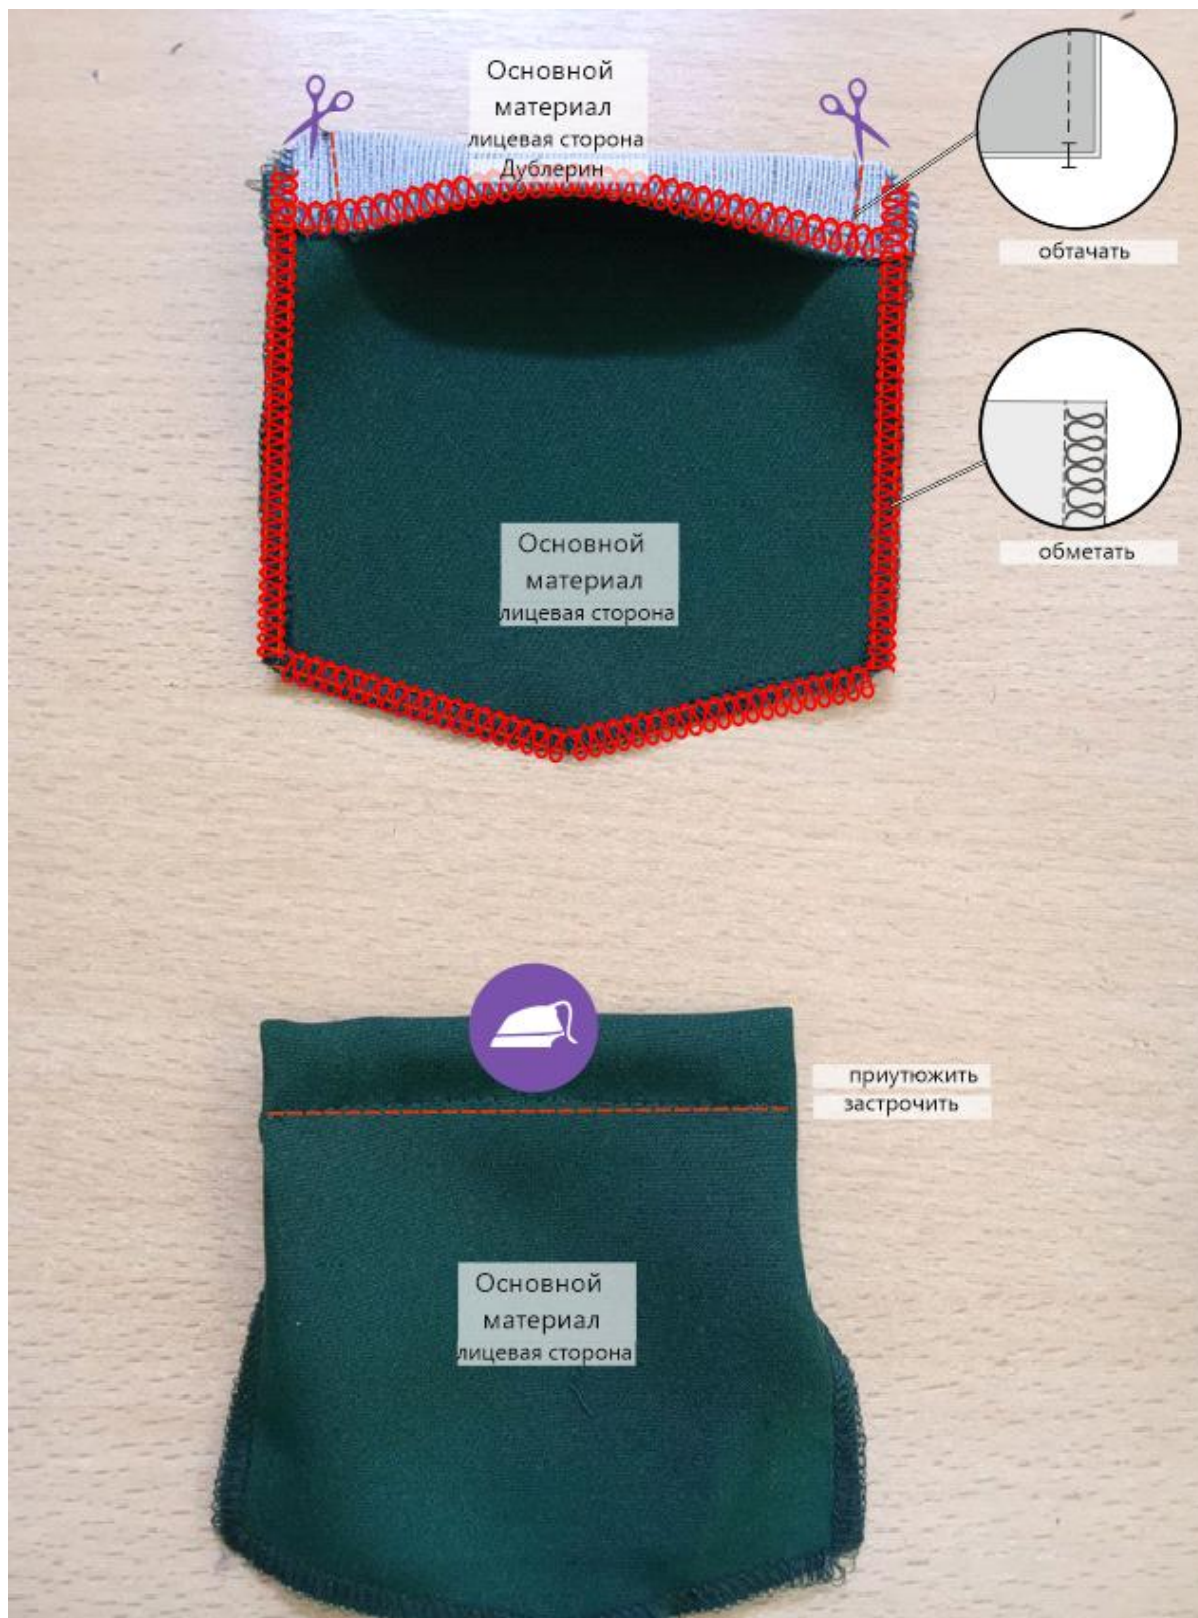 Основной
материал
лицевая сторона
Дублерин
обтачать
обметать
Основной
материал
лицевая сторона
приутюжить
застрочить
Основной
материал
лицевая сторона